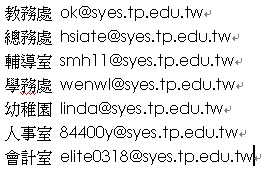 教務處 ok@syes.tp.edu.tw
總務處 hsiate@syes.tp.edu.tw
輔導室 smh11@syes.tp.edu.tw
學務處 wenwl@syes.tp.edu.tw
幼稚園 linda@syes.tp.edu.tw
人事室 84400y@syes.tp.edu.tw
會計室 elite0318@syes.tp.edu.tw